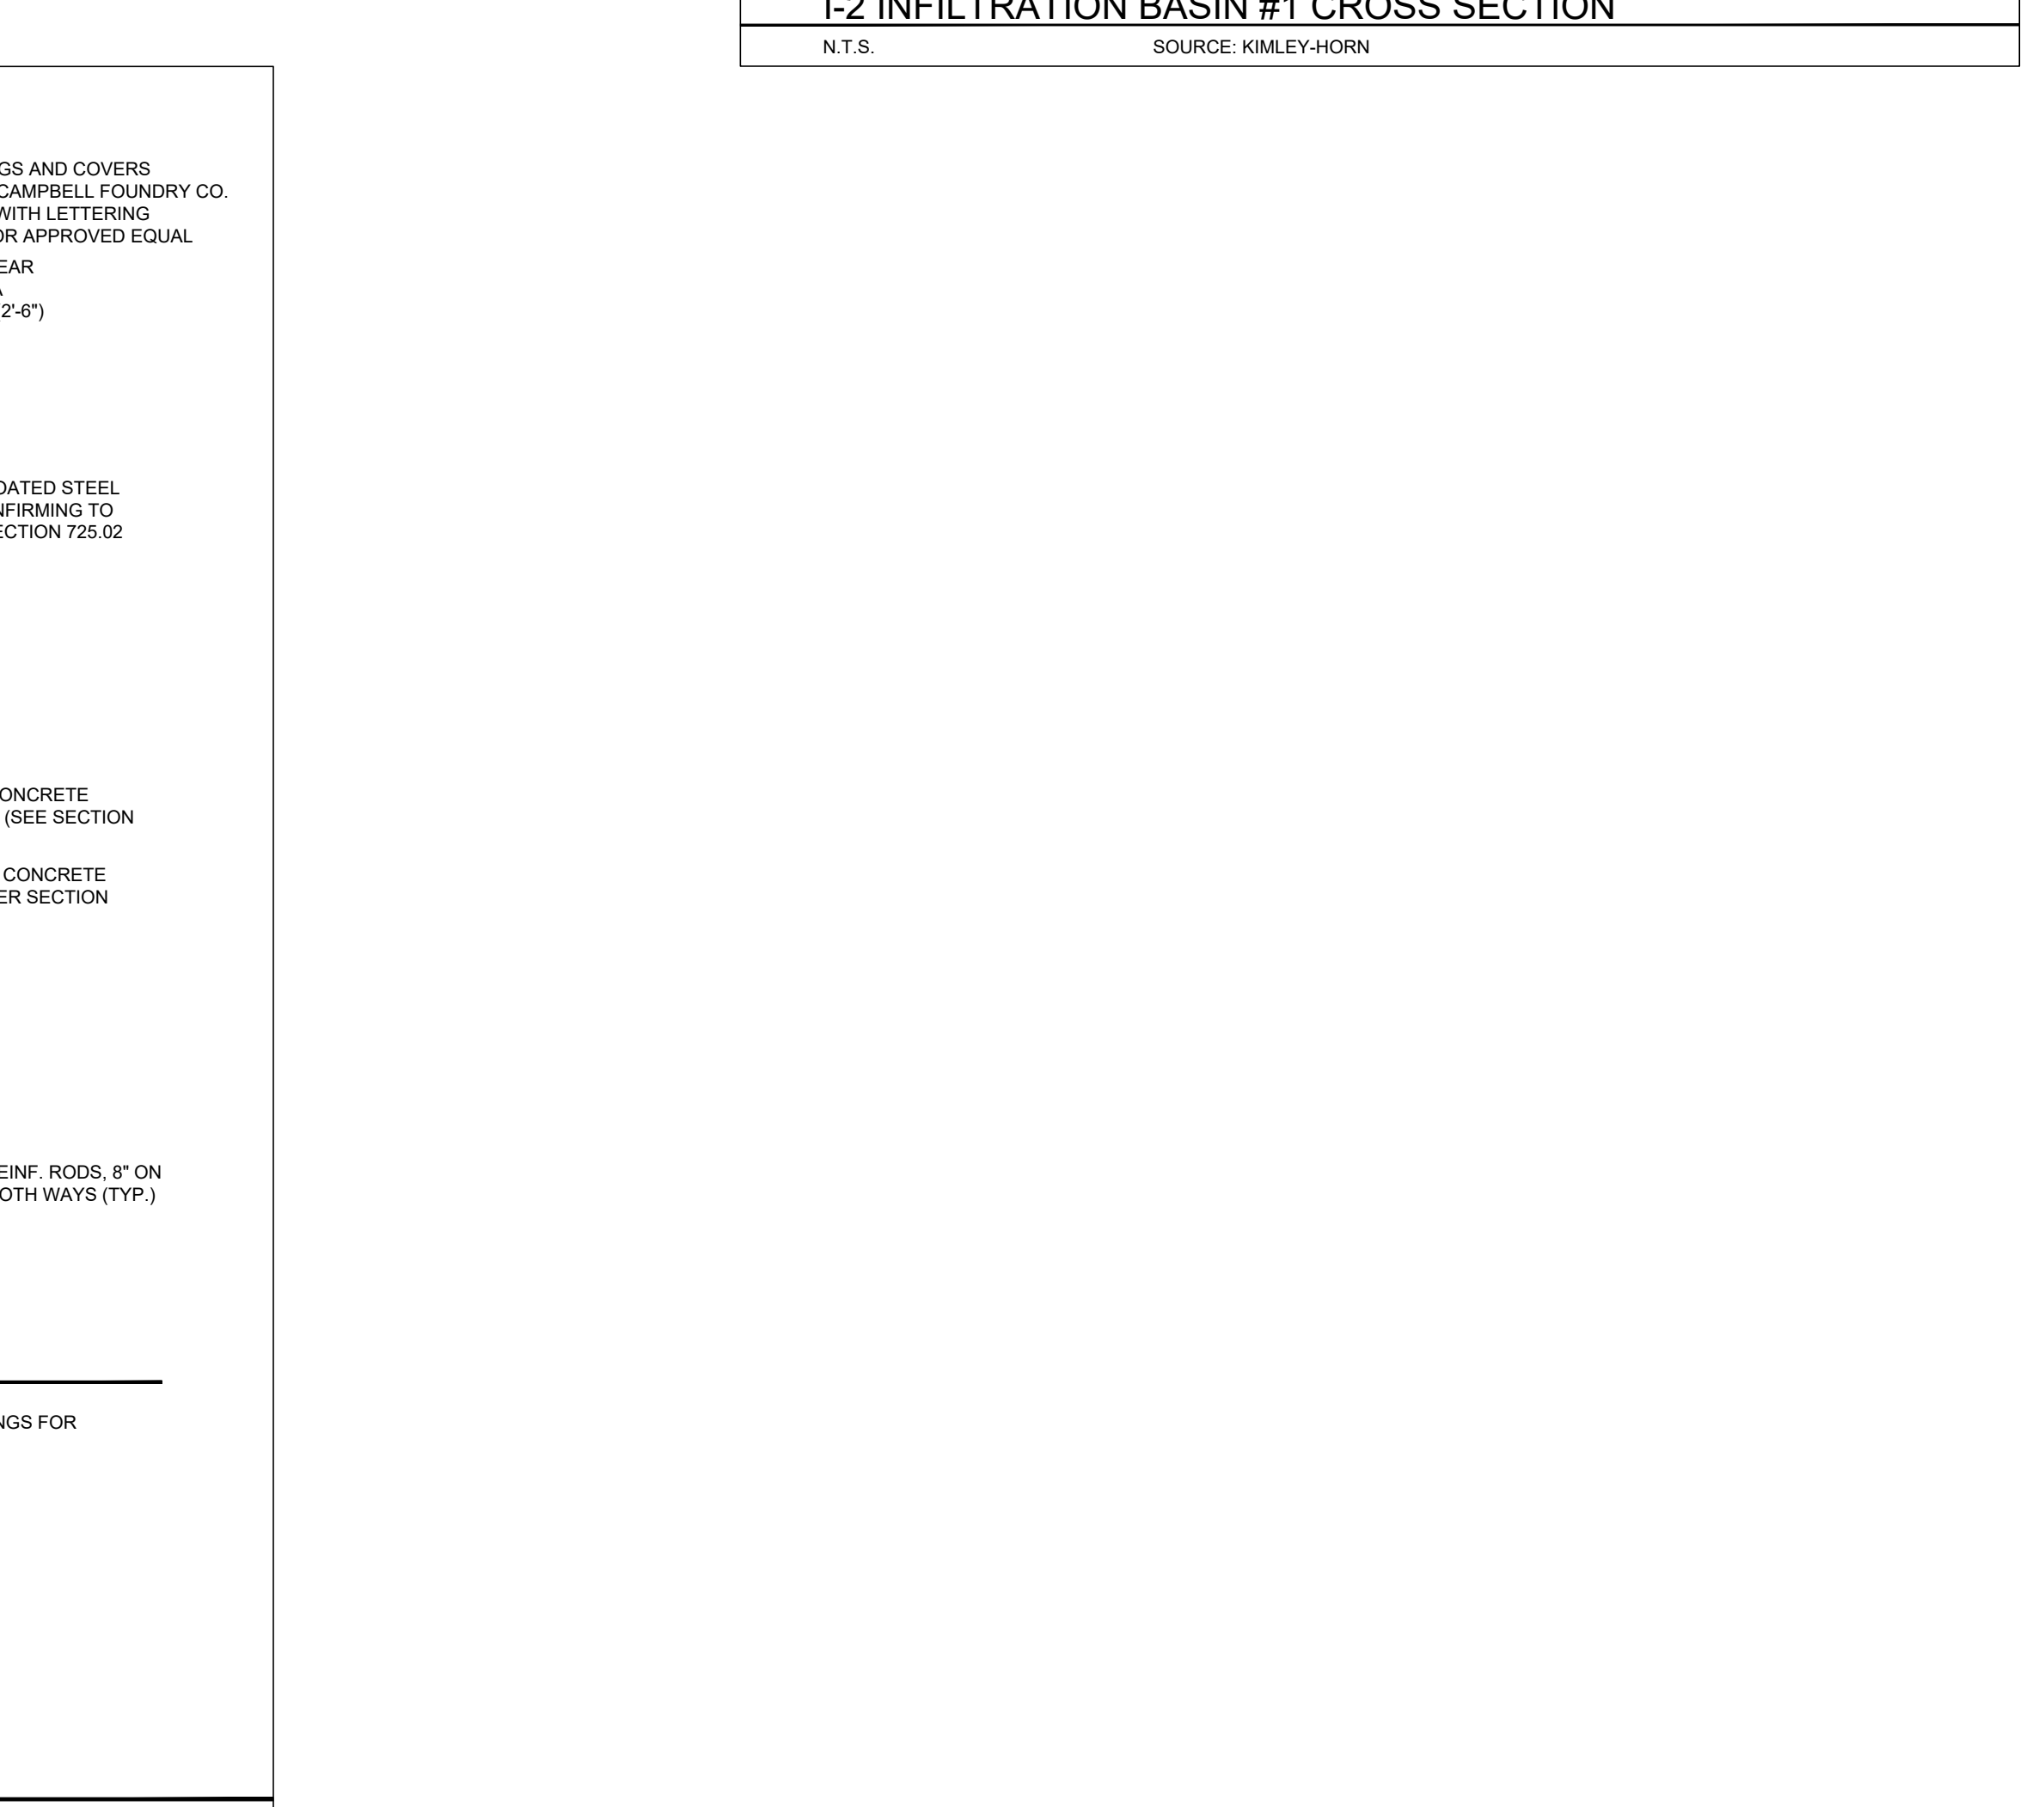 I-2 INFILTRATION BASIN #1 CROSS SECTION
N.T.S. SOURCE: KIMLEY-HORN
GS AND COVERS
CAMPBELL FOUNDRY CO.
WITH LETTERING
OR APPROVED EQUAL
EAR
2'-6")
OATED STEEL
NFIRMING TO
ECTION 725.02
ONCRETE
(SEE SECTION
CONCRETE
ER SECTION
EINF. RODS, 8" ON
OTH WAYS (TYP.)
NGS FOR